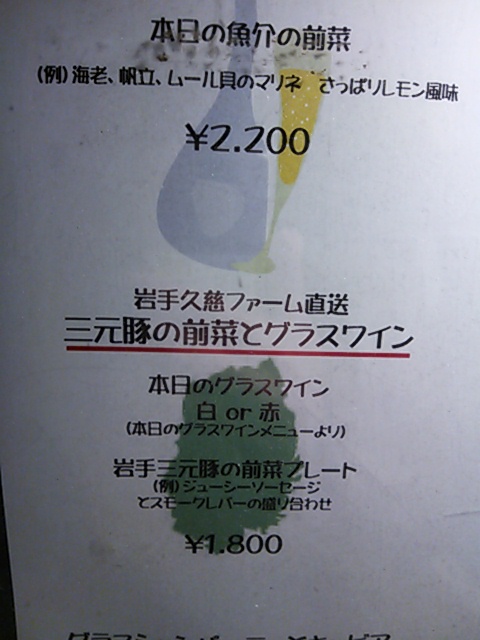 本日の魚介の前菜
(例)海老、帆立、ムール貝のマリネ さっぱりレモン風味
¥2.200
岩手久慈ファーム直送
三元豚の前菜とグラスワイン
本日のグラスワイン
白 or 赤
(本日のグラスワインメニューより)
岩手三元豚の前菜プレート
(例)ジューシーソーセージ
とスモークレバーの盛り合わせ
¥1.800